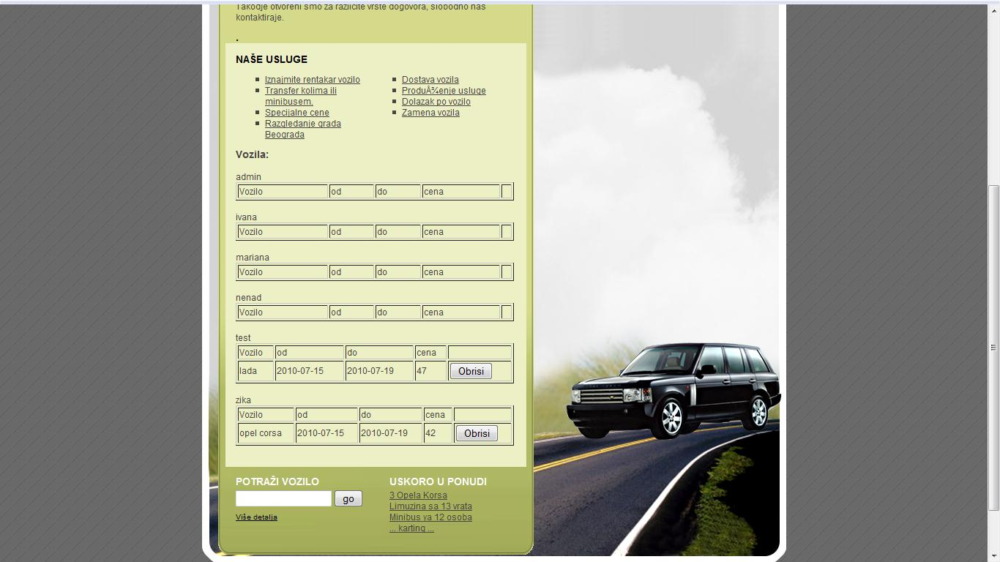 Takodje otvoreni smo za različite vrste dogovora, slobodno nas
kontaktiraje.
.
NAŠE USLUGE
Iznajmite rentakar vozilo
Transfer kolima ili
minibusem.
Specijalne cene
Razgledanje grada
Beograda
Dostava vozila
ProduÂ¾enje usluge
Dolazak po vozilo
Zamena vozila
Vozila:
admin
Vozilo od do cena
ivana
Vozilo od do cena
mariana
Vozilo od do cena
nenad
Vozilo od do cena
test
Vozilo od do cena
lada 2010-07-15 2010-07-19 47 Obrisi
zika
Vozilo od do cena
opel corsa 2010-07-15 2010-07-19 42 Obrisi
POTRAŽI VOZILO
go
Više detalja
USKORO U PONUDI
3 Opela Korsa
Limuzina sa 13 vrata
Minibus ya 12 osoba
... karting ...